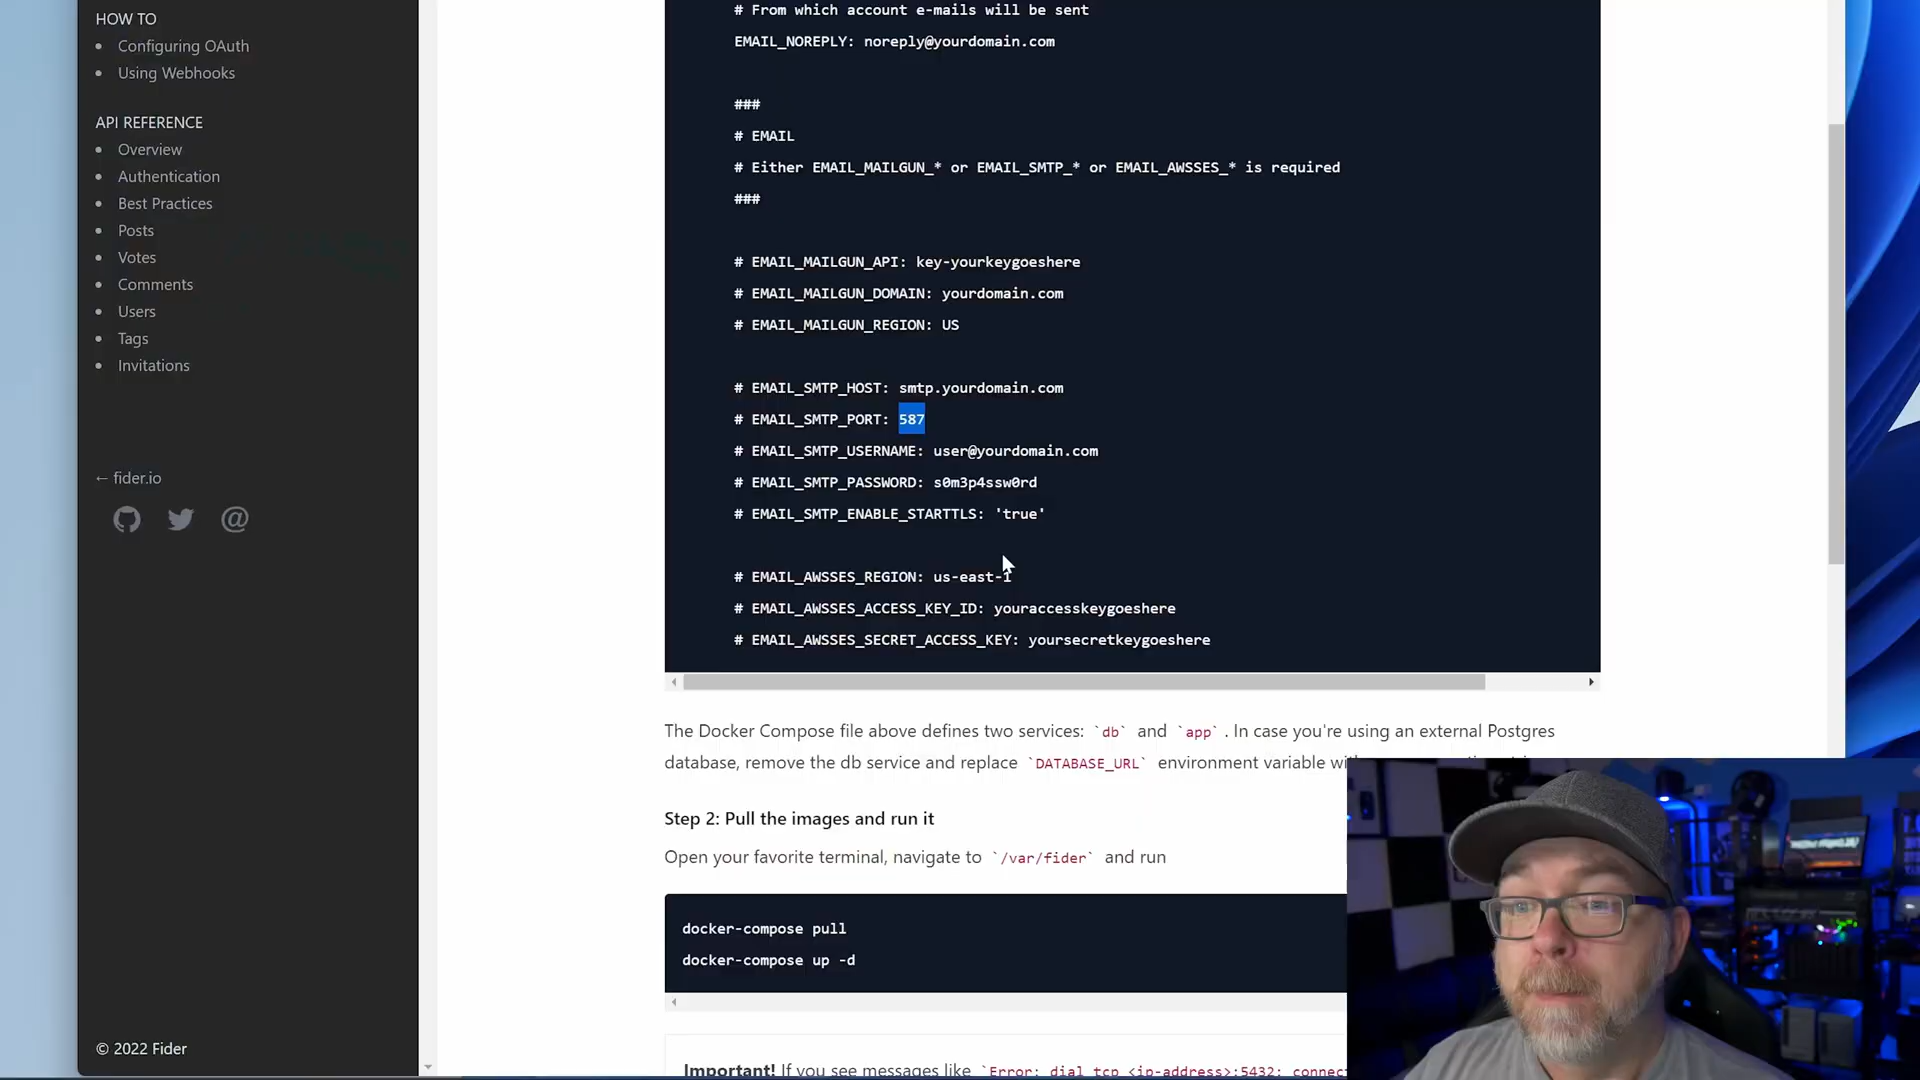 HOW TO
Configuring OAuth
Using Webhooks
API REFERENCE
Overview
Authentication
Best Practices
Posts
Votes
Comments
Users
Tags
Invitations
← fider.io
© 2022 Fider
# From which account e-mails will be sent
EMAIL_NOREPLY: noreply@yourdomain.com
###
# EMAIL
# Either EMAIL_MAILGUN_* or EMAIL_SMTP_* or EMAIL_AWSSES_* is required
###
# EMAIL_MAILGUN_API: key-yourkeygoeshere
# EMAIL_MAILGUN_DOMAIN: yourdomain.com
# EMAIL_MAILGUN_REGION: US
# EMAIL_SMTP_HOST: smtp.yourdomain.com
# EMAIL_SMTP_PORT: 587
# EMAIL_SMTP_USERNAME: user@yourdomain.com
# EMAIL_SMTP_PASSWORD: s0m3p4ssw0rd
# EMAIL_SMTP_ENABLE_STARTTLS: 'true'
# EMAIL_AWSSES_REGION: us-east-1
# EMAIL_AWSSES_ACCESS_KEY_ID: youraccesskeygoeshere
# EMAIL_AWSSES_SECRET_ACCESS_KEY: yoursecretkeygoeshere
The Docker Compose file above defines two services: `db` and `app` . In case you're using an external Postgres
database, remove the db service and replace `DATABASE_URL` environment variable
Step 2: Pull the images and run it
Open your favorite terminal, navigate to `/var/fider` and run
docker-compose pull
docker-compose up -d
Important! If you see messages like `Error: dial tcp <ip-address>:5432: